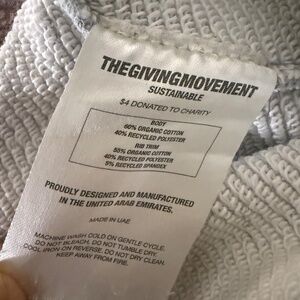 THEGIVINGMOVEMENT
SUSTAINABLE
$4 DONATED TO CHARITY
BODY
60% ORGANIC COTTON
40% RECYCLED POLYESTER
RIB TRIM
55% ORGANIC COTTON
40% RECYCLED POLYESTER
5% RECYCLED SPANDEX
PROUDLY DESIGNED AND MANUFACTURED
IN THE UNITED ARAB EMIRATES.
MADE IN UAE
MACHINE WASH COLD ON GENTLE CYCLE.
DO NOT BLEACH. DO NOT TUMBLE DRY.
COOL IRON ON REVERSE. DO NOT DRY CLEAN.
KEEP AWAY FROM FIRE.